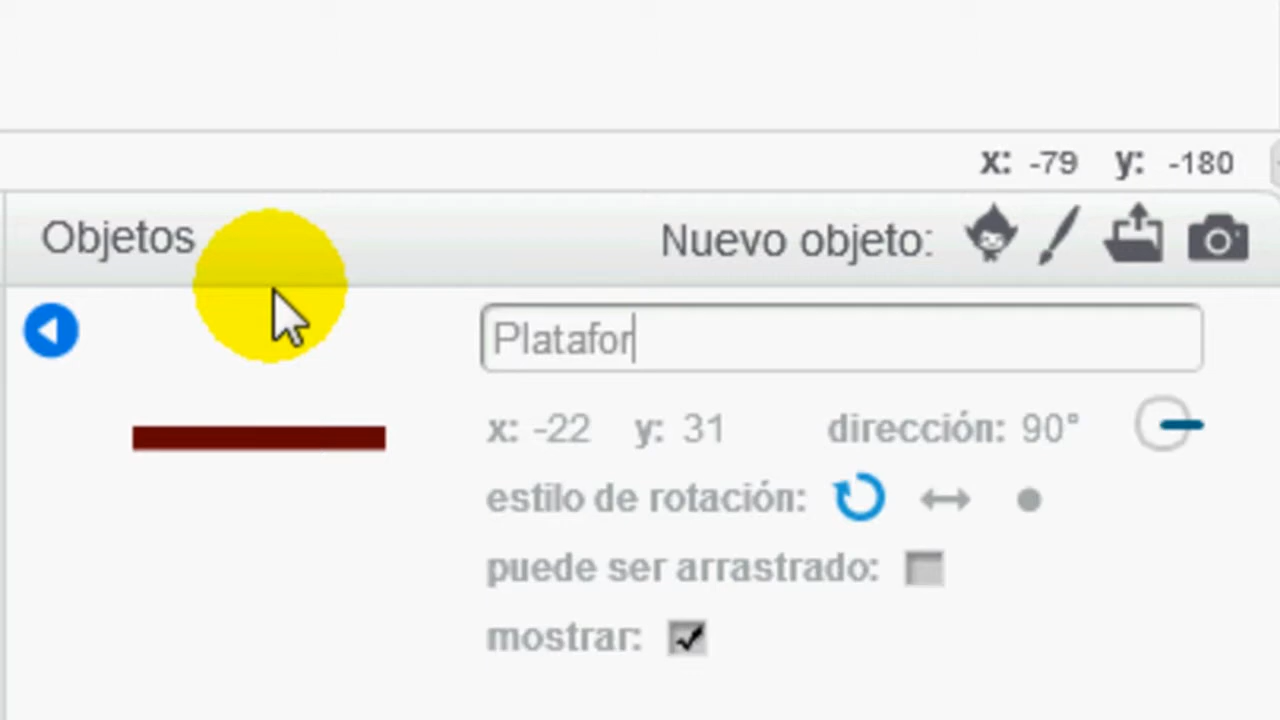 x: -79 y: -180
Objetos Nuevo objeto:
Platafor
x: -22 y: 31 dirección: 90°
estilo de rotación:
puede ser arrastrado:
mostrar: